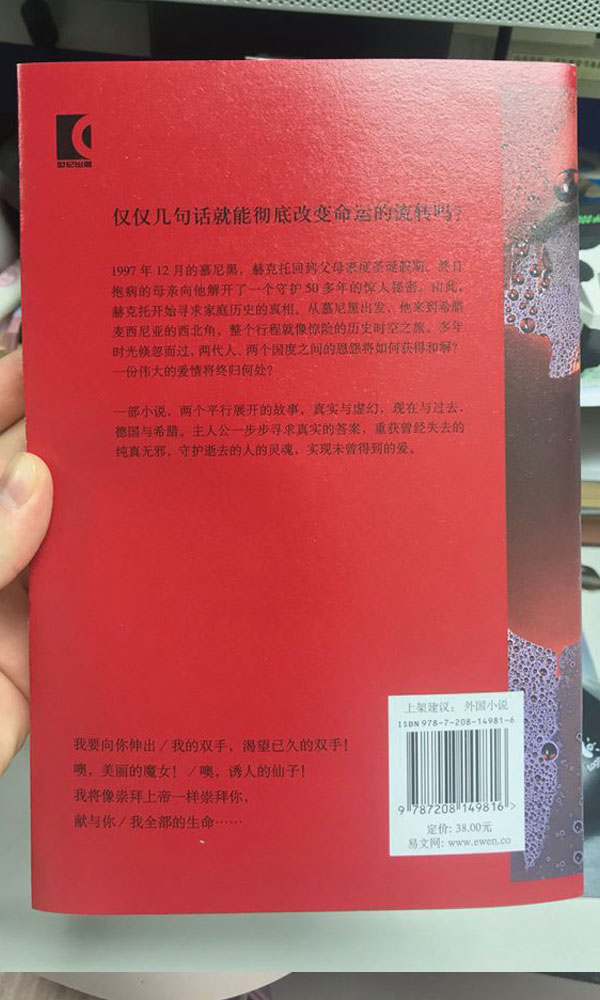 世纪出版
仅仅几句话就能彻底改变命运的流转吗?
1997 年 12 月的慕尼黑，赫克托回到父母家度圣诞假期。终日
抱病的母亲向他解开了一个守护 50 多年的惊人秘密。由此，
赫克托开始寻求家庭历史的真相。从慕尼黑出发，他来到希腊
麦西尼亚的西北角，整个行程就像惊险的历史时空之旅。多年
时光倏忽而过，两代人、两个国度之间的恩怨将如何获得和解?
一份伟大的爱情将终归何处?
一部小说，两个平行展开的故事，真实与虚幻，现在与过去，
德国与希腊。主人公一步步寻求真实的答案，重获曾经失去的
纯真无邪，守护逝去的人的灵魂，实现未曾得到的爱。
我要向你伸出 / 我的双手，渴望已久的双手!
噢，美丽的魔女! / 噢，诱人的仙子!
我将像崇拜上帝一样崇拜你，
献与你 / 我全部的生命……
上架建议：外国小说
ISBN 978-7-208-14981-6
9 787208 149816 >
定价: 38.00元
易文网: www.ewen.co